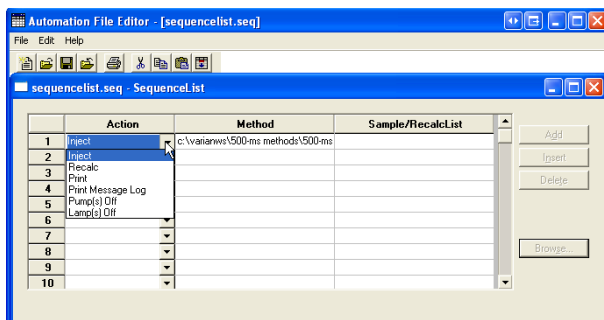 Automation File Editor - [sequencelist.seq]
File Edit Help
sequencelist.seq - SequenceList
Action Method Sample/RecalcList
1 Inject c:\varianws\500-ms methods\500-ms
2 Inject
3 Recalc
Print
4 Print Message Log
5 Pump(s) Off
Lamp(s) Off
6
7
8
9
10
Add
Insert
Delete
Browse...